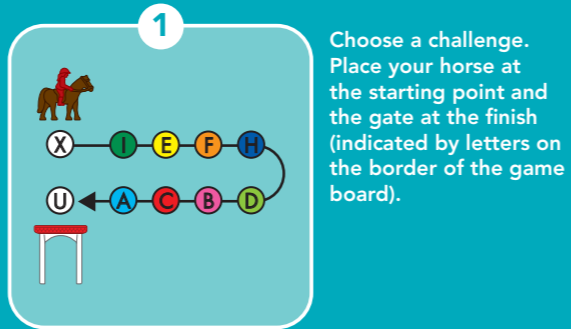 1
Choose a challenge.
Place your horse at
the starting point and
the gate at the finish
(indicated by letters on
the border of the game
board).
X I E F H
U A C B D